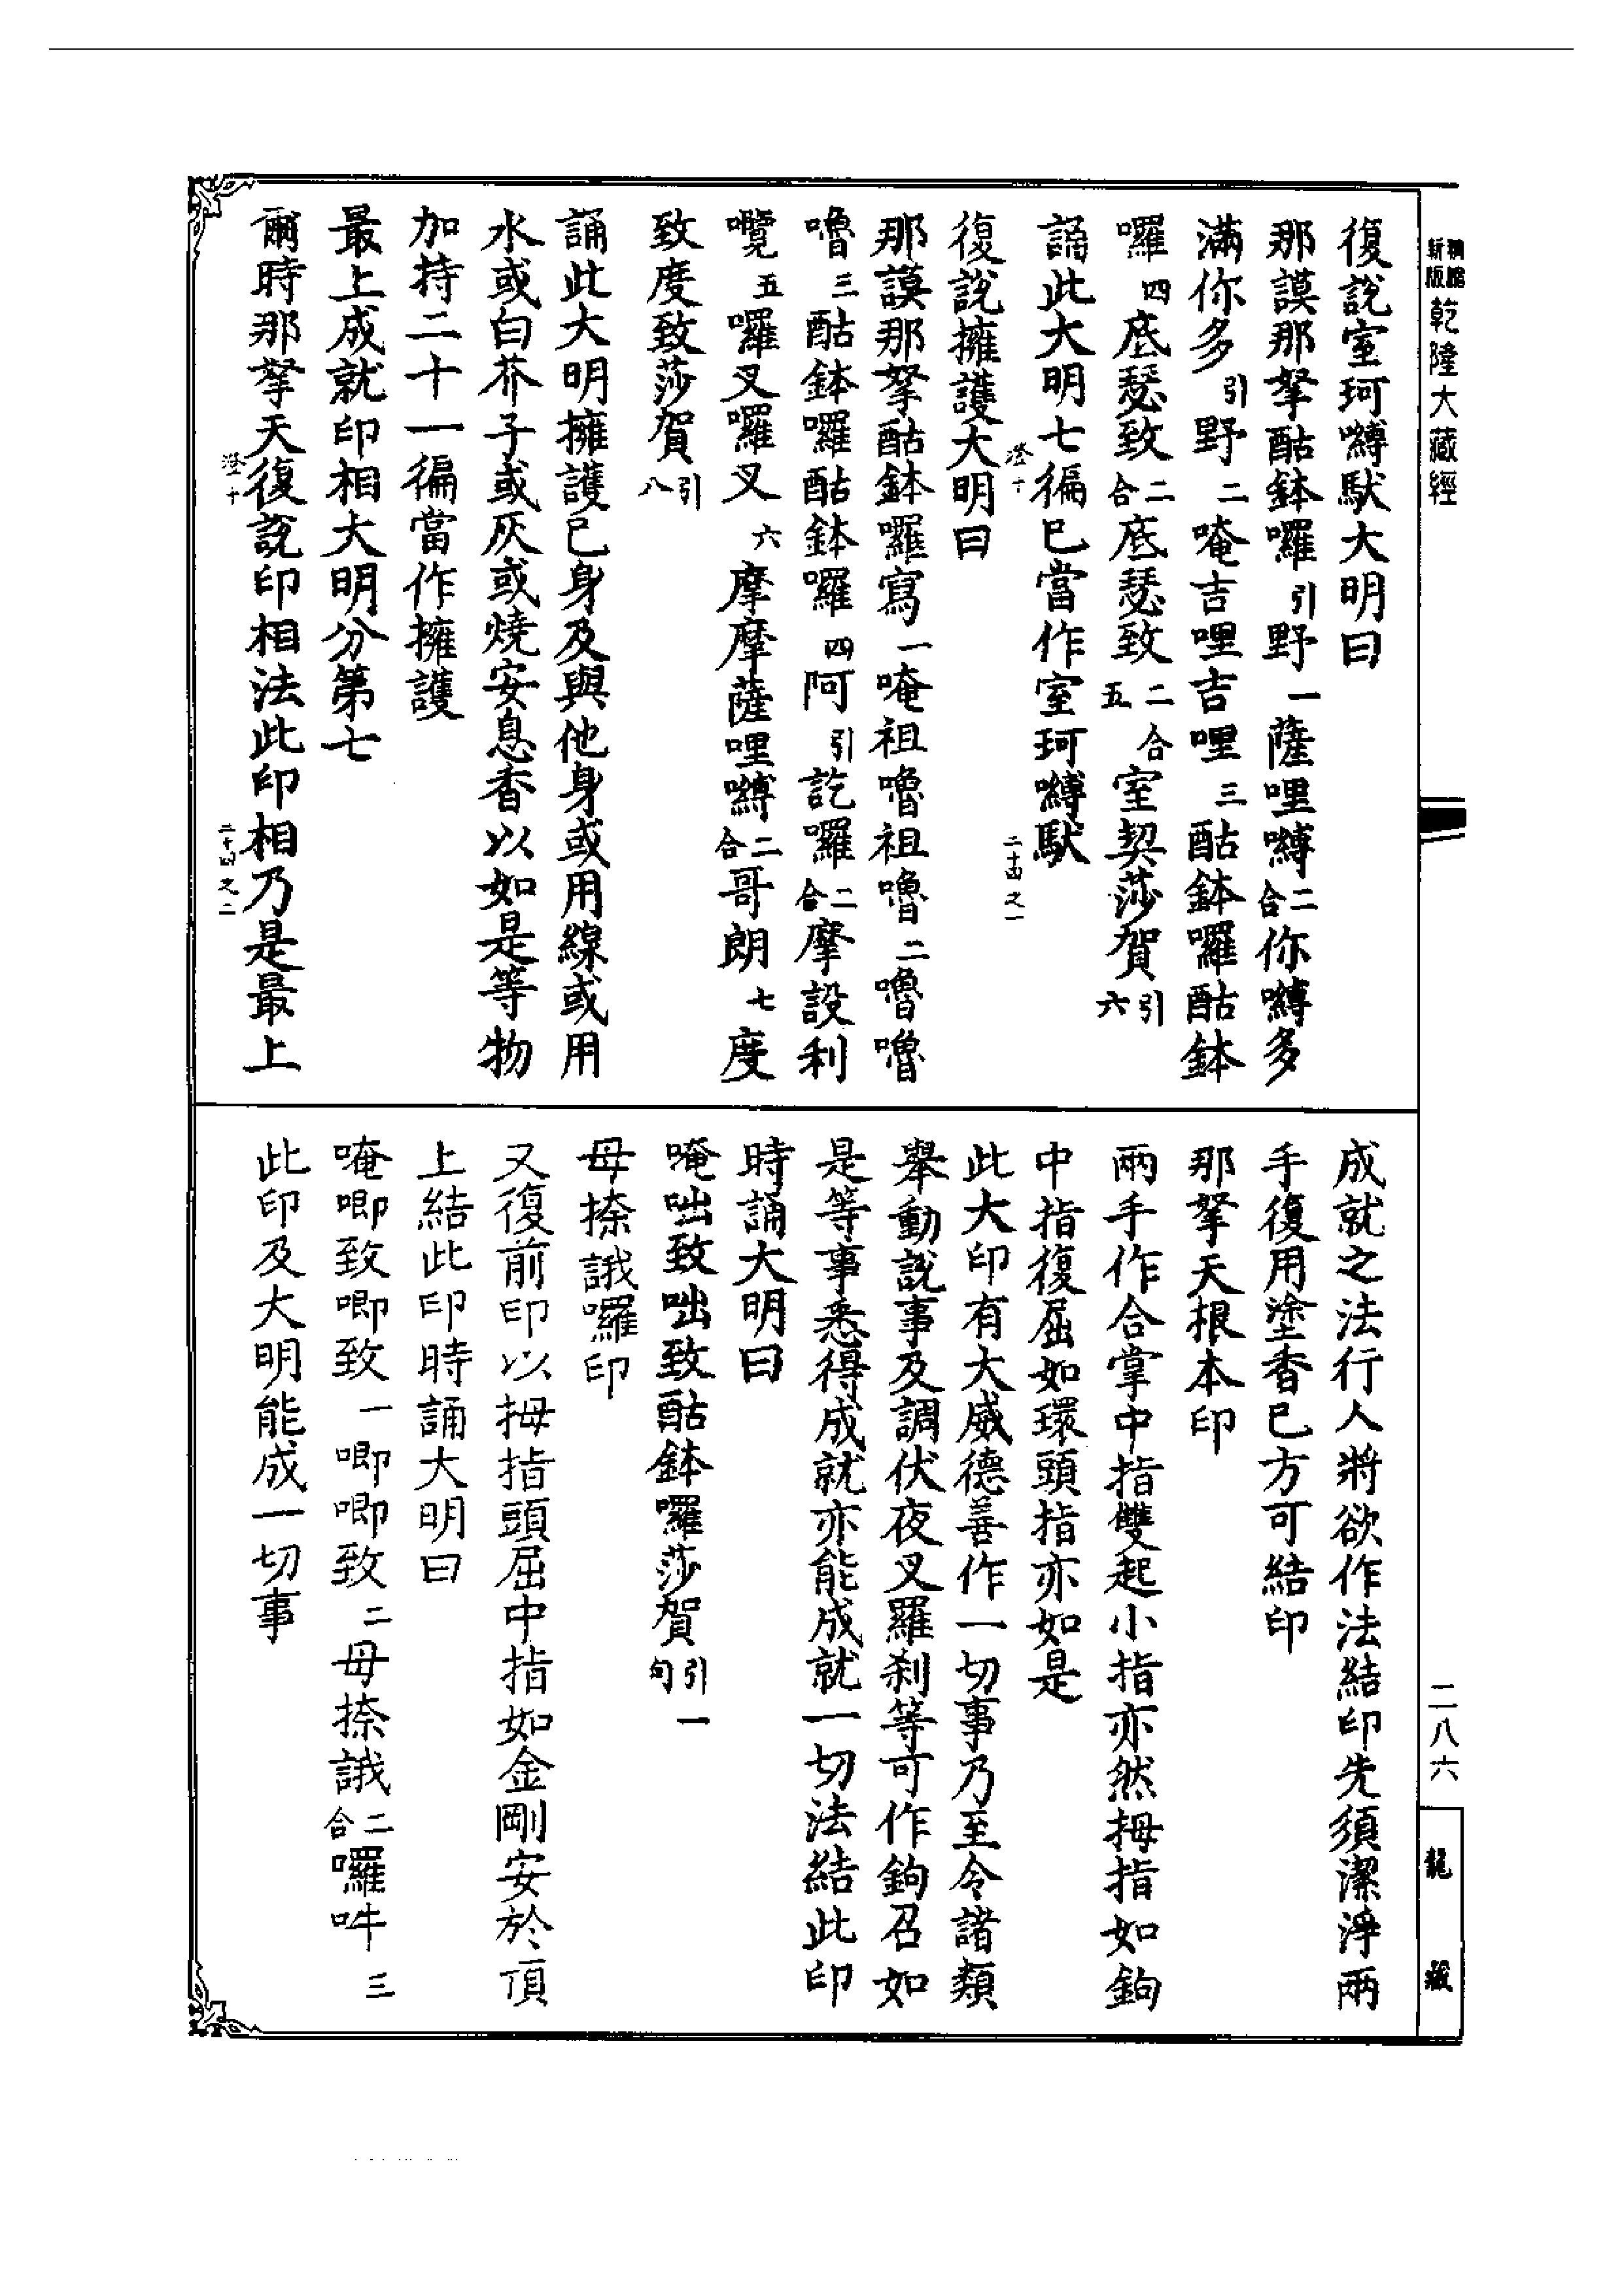 復說室珂嚩䭾大明曰
那謨那拏酤鉢囉引野一薩哩嚩二合你嚩多
滿你多引野二唵吉哩吉哩三酤鉢囉酤鉢
囉四底瑟致二合底瑟致二合五室契莎賀引六
誦此大明七徧已當作室珂嚩䭾
復說擁護大明曰
那謨那拏酤鉢囉寫一唵祖嚕祖嚕二嚕嚕
嚕三酤鉢囉酤鉢囉四阿引訖囉二合摩設利
囕五囉叉囉叉六摩摩薩哩嚩二合哥朗七度
致度致莎賀引八
誦此大明擁護已身及與他身或用線或用
水或白芥子或灰或燒安息香以如是等物
加持二十一徧當作擁護
最上成就印相大明分第七
爾時那拏天復說印相法此印相乃是最上
成就之法行人將欲作法結印先須潔淨兩
手復用塗香已方可結印
那拏天根本印
兩手作合掌中指雙起小指亦然拇指如鉤
中指復屈如環頭指亦如是
此大印有大威德善作一切事乃至令諸類
舉動說事及調伏夜叉羅刹等可作鉤召如
是等事悉得成就亦能成就一切法結此印
時誦大明曰
唵咄致咄致酤鉢囉莎賀引一句
母捺誐囉印
又復前印以拇指頭屈中指如金剛安於頂
上結此印時誦大明曰
唵唧致唧致一唧唧致二母捺誐二合囉吽三
此印及大明能成一切事
乾隆大藏經
二八六
龍藏
澄十
二十四之一
澄十
二十四之二